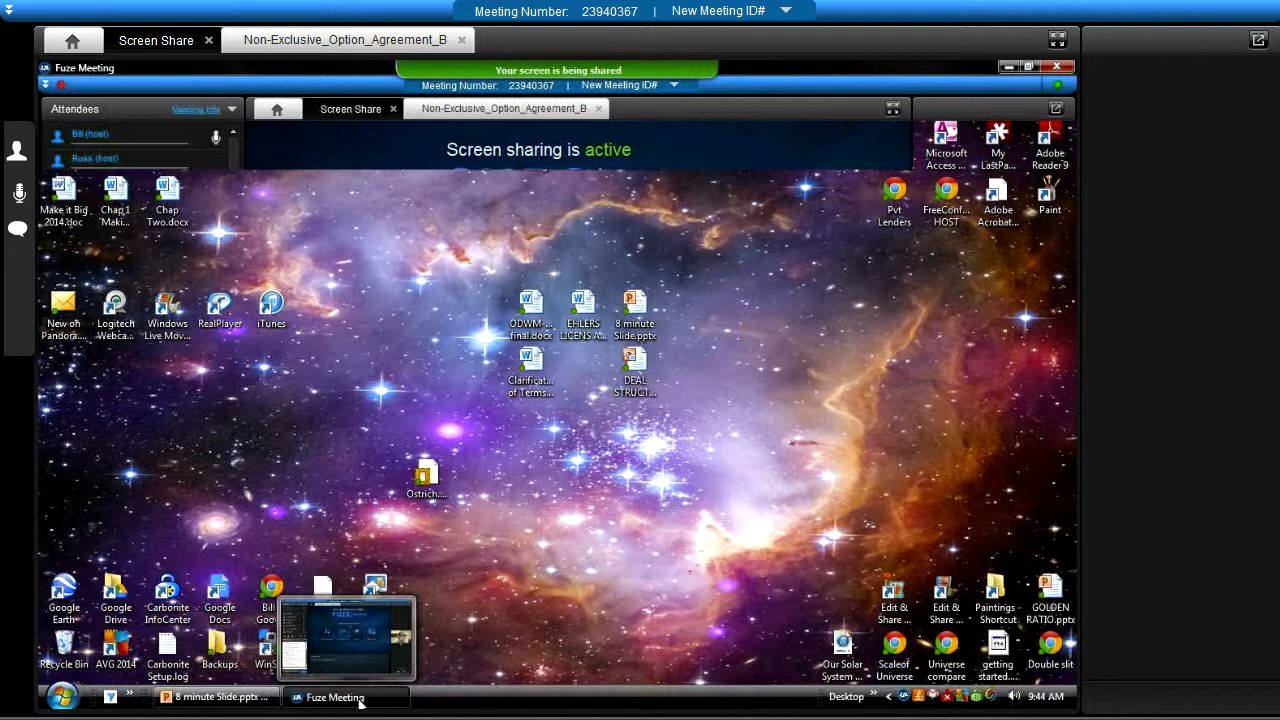 Meeting Number: 23940367 | New Meeting ID#
Screen Share
Non-Exclusive_Option_Agreement_B
Fuze Meeting
Your screen is being shared
Meeting Number: 23940367 | New Meeting ID#
Attendees
Meeting Info
Screen Share
Non-Exclusive_Option_Agreement_B
Bill (host)
Russ (host)
Screen sharing is active
Microsoft Access ...
My LastPa...
Adobe Reader 9
Make it Big 2014.doc
Chap 1 Maki...
Chap Two.docx
Pvt Lenders
FreeConf... HOST
Adobe Acrobat...
Paint
New on Pandora....
Logitech Webca...
Windows Live Mov...
RealPlayer
iTunes
ODWM-... final.docx
EHLERS LICENS A...
8 minute Slide.pptx
Clarificat... of Terms...
DEAL STRUCT...
Ostrich....
Google Earth
Google Drive
Carbonite InfoCenter
Google Docs
Edit & Share ...
Edit & Share ...
Paintings - Shortcut
GOLDEN RATIO.pptx
Recycle Bin
AVG 2014
Carbonite Setup.log
Backups
Our Solar System ...
Scaleof Universe
Universe compare
getting started....
Double slit
8 minute Slide.pptx ...
Fuze Meeting
Desktop
9:44 AM